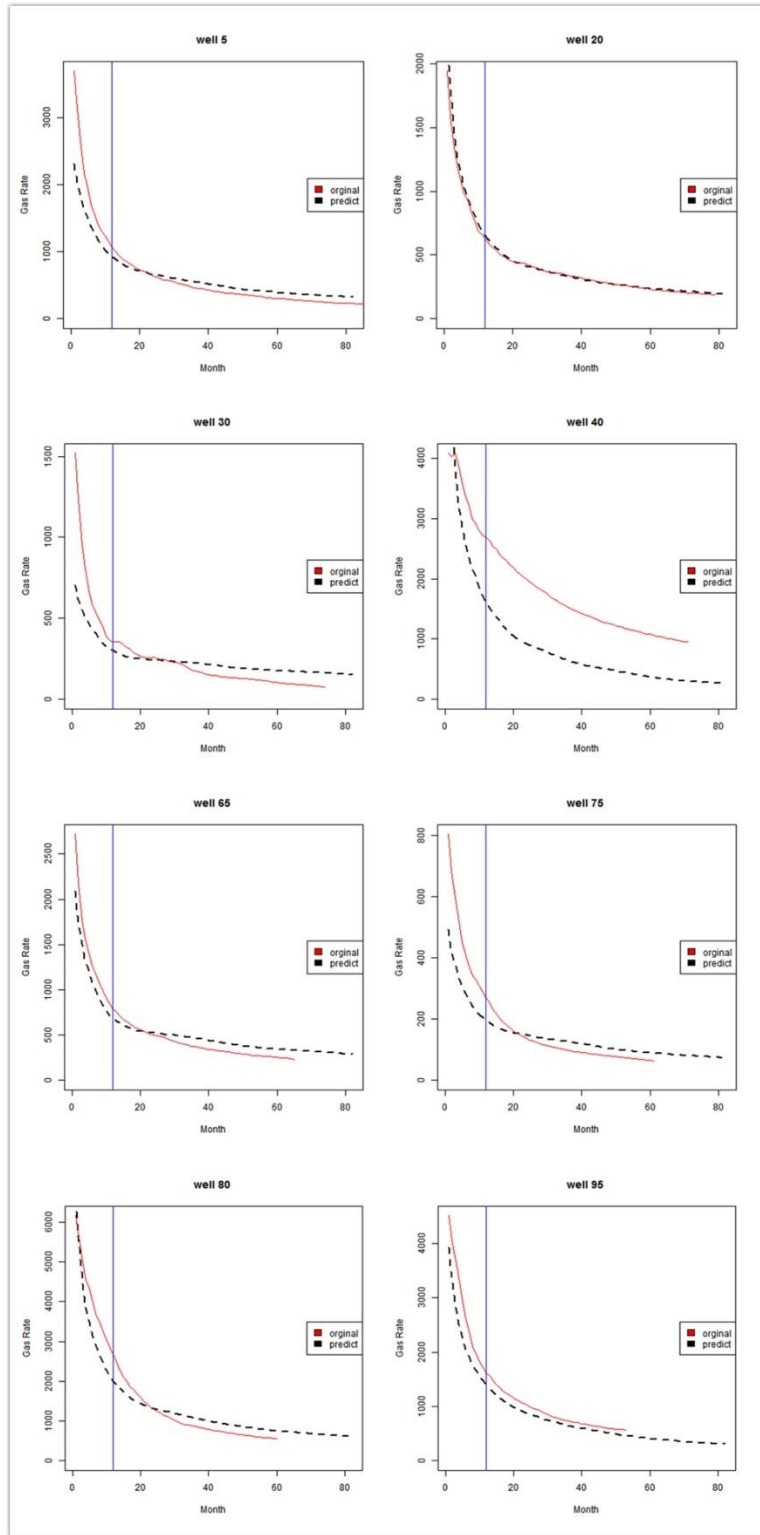 well 5
3000
2000
1000
0
Gas Rate
orginal
predict
0 20 40 60 80
Month
well 20
2000
1500
1000
500
0
Gas Rate
orginal
predict
0 20 40 60 80
Month
well 30
1500
1000
500
0
Gas Rate
orginal
predict
0 20 40 60 80
Month
well 40
4000
3000
2000
1000
0
Gas Rate
orginal
predict
0 20 40 60 80
Month
well 65
2500
2000
1500
1000
500
0
Gas Rate
orginal
predict
0 20 40 60 80
Month
well 75
800
600
400
200
0
Gas Rate
orginal
predict
0 20 40 60 80
Month
well 80
6000
5000
4000
3000
2000
1000
0
Gas Rate
orginal
predict
0 20 40 60 80
Month
well 95
4000
3000
2000
1000
0
Gas Rate
orginal
predict
0 20 40 60 80
Month